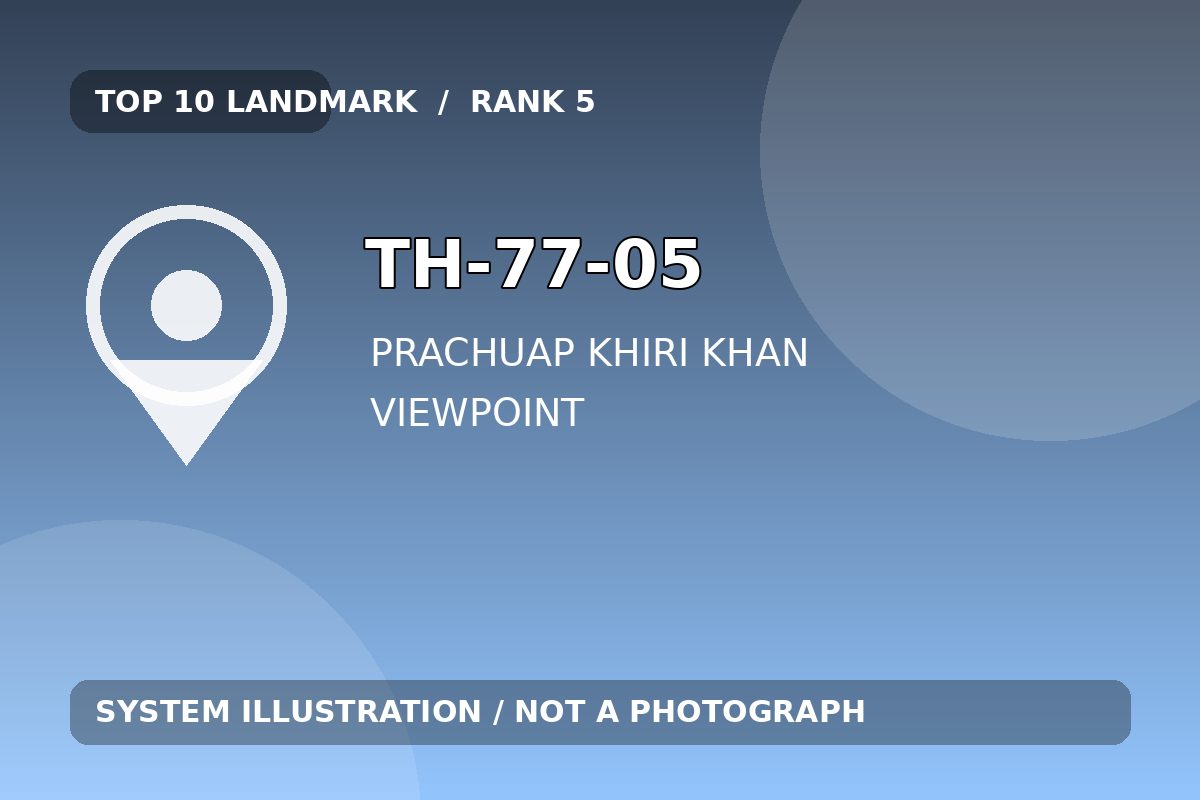 TOP 10 LANDMARK / RANK 5
TH-77-05
PRACHUAP KHIRI KHAN
VIEWPOINT
SYSTEM ILLUSTRATION / NOT A PHOTOGRAPH